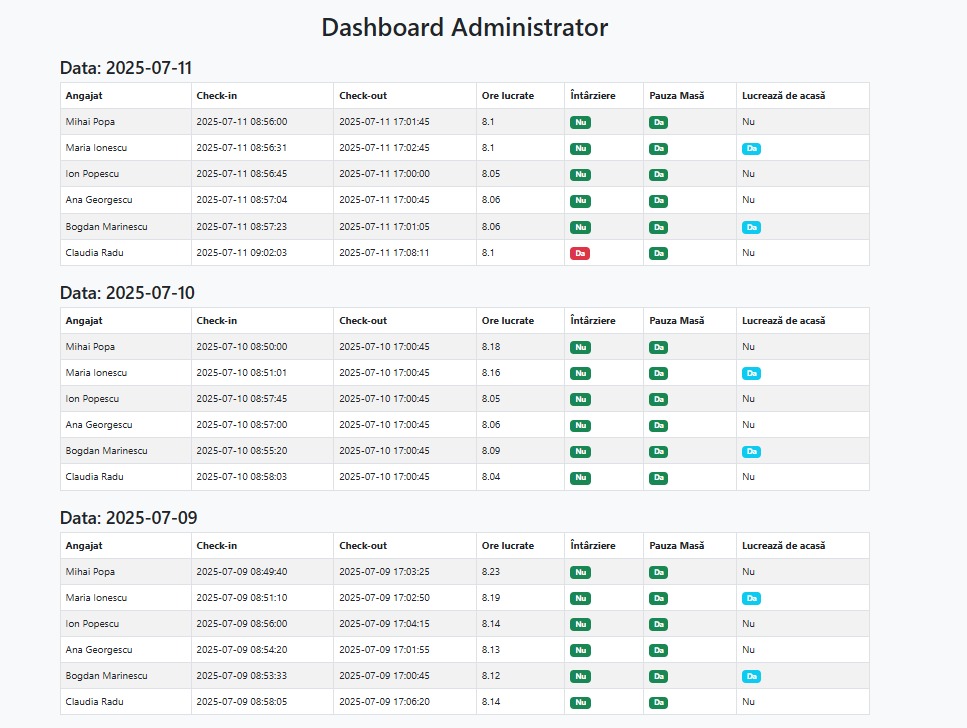 Dashboard Administrator
Data: 2025-07-11
Angajat Check-in Check-out Ore lucrate Întârziere Pauza Masă Lucrează de acasă
Mihai Popa 2025-07-11 08:56:00 2025-07-11 17:01:45 8.1 Nu Da Nu
Maria Ionescu 2025-07-11 08:56:31 2025-07-11 17:02:45 8.1 Nu Da Da
Ion Popescu 2025-07-11 08:56:45 2025-07-11 17:00:00 8.05 Nu Da Nu
Ana Georgescu 2025-07-11 08:57:04 2025-07-11 17:00:45 8.06 Nu Da Nu
Bogdan Marinescu 2025-07-11 08:57:23 2025-07-11 17:01:05 8.06 Nu Da Da
Claudia Radu 2025-07-11 09:02:03 2025-07-11 17:08:11 8.1 Da Da Nu
Data: 2025-07-10
Angajat Check-in Check-out Ore lucrate Întârziere Pauza Masă Lucrează de acasă
Mihai Popa 2025-07-10 08:50:00 2025-07-10 17:00:45 8.18 Nu Da Nu
Maria Ionescu 2025-07-10 08:51:01 2025-07-10 17:00:45 8.16 Nu Da Da
Ion Popescu 2025-07-10 08:57:45 2025-07-10 17:00:45 8.05 Nu Da Nu
Ana Georgescu 2025-07-10 08:57:00 2025-07-10 17:00:45 8.06 Nu Da Nu
Bogdan Marinescu 2025-07-10 08:55:20 2025-07-10 17:00:45 8.09 Nu Da Da
Claudia Radu 2025-07-10 08:58:03 2025-07-10 17:00:45 8.04 Nu Da Nu
Data: 2025-07-09
Angajat Check-in Check-out Ore lucrate Întârziere Pauza Masă Lucrează de acasă
Mihai Popa 2025-07-09 08:49:40 2025-07-09 17:03:25 8.23 Nu Da Nu
Maria Ionescu 2025-07-09 08:51:10 2025-07-09 17:02:50 8.19 Nu Da Da
Ion Popescu 2025-07-09 08:56:00 2025-07-09 17:04:15 8.14 Nu Da Nu
Ana Georgescu 2025-07-09 08:54:20 2025-07-09 17:01:55 8.13 Nu Da Nu
Bogdan Marinescu 2025-07-09 08:53:33 2025-07-09 17:00:45 8.12 Nu Da Da
Claudia Radu 2025-07-09 08:58:05 2025-07-09 17:06:20 8.14 Nu Da Nu